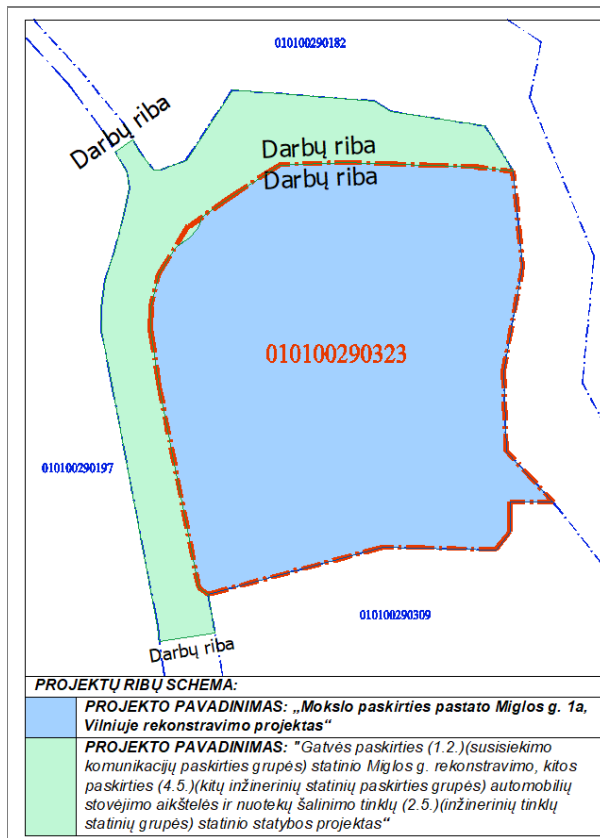 010100290182
Darbų riba
Darbų riba
Darbų riba
010100290323
010100290197
010100290309
Darbų riba
PROJEKTŲ RIBŲ SCHEMA:
PROJEKTO PAVADINIMAS: „Mokslo paskirties pastato Miglos g. 1a,
Vilniuje rekonstravimo projektas“
PROJEKTO PAVADINIMAS: "Gatvės paskirties (1.2.)(susisiekimo
komunikacijų paskirties grupės) statinio Miglos g. rekonstravimo, kitos
paskirties (4.5.)(kitų inžinerinių statinių paskirties grupės) automobilių
stovėjimo aikštelės ir nuotekų šalinimo tinklų (2.5.)(inžinerinių tinklų
statinių grupės) statinio statybos projektas“